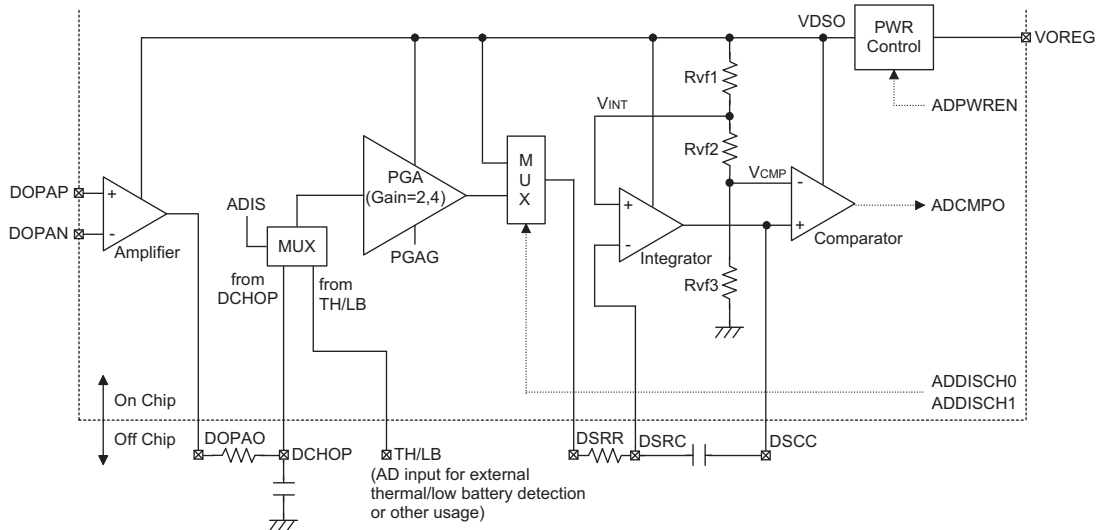 VDSO
PWR
Control
VOREG
ADPWREN
Rvf1
VINT
Rvf2
VCMP
DOPAP
DOPAN
+
-
Amplifier
ADIS
MUX
from
DCHOP
from
TH/LB
PGA
(Gain=2,4)
PGAG
M
U
X
+
-
Integrator
-
+
Comparator
ADCMPO
Rvf3
ADDISCH0
ADDISCH1
On Chip
Off Chip
DOPAO
DCHOP
TH/LB
(AD input for external
thermal/low battery detection
or other usage)
DSRR
DSRC
DSCC